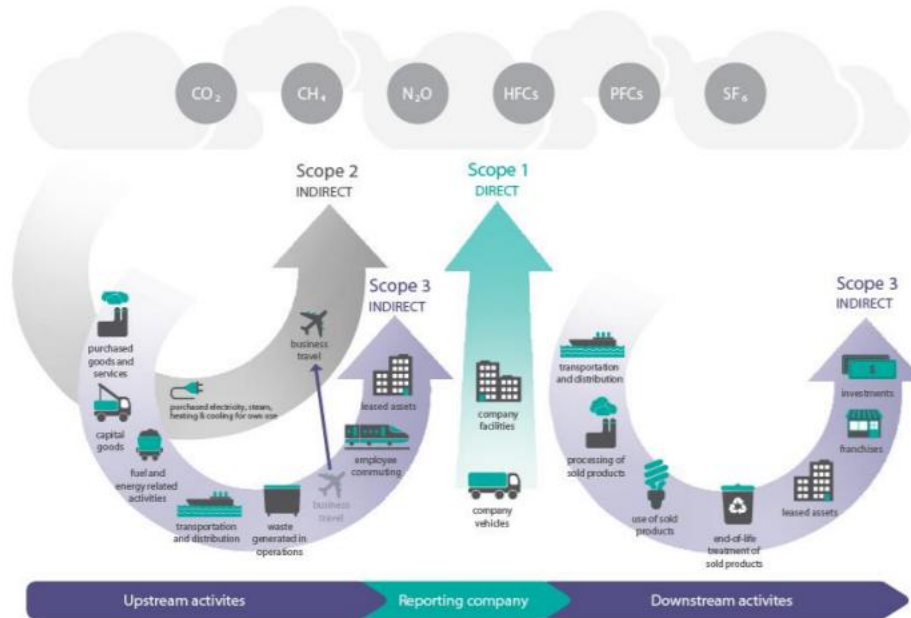 CO₂
CH₄
N₂O
HFCs
PFCs
SF₆
Scope 2
INDIRECT
Scope 1
DIRECT
Scope 3
INDIRECT
Scope 3
INDIRECT
purchased
goods and
services
capital
goods
fuel and
energy related
activities
transportation
and distribution
waste
generated in
operations
business
travel
business
travel
purchased electricity, steam,
heating & cooling for own use
employee
commuting
leased assets
company
facilities
company
vehicles
transportation
and distribution
processing of
sold products
use of sold
products
end-of-life
treatment of
sold products
leased assets
franchises
investments
$
Upstream activites
Reporting company
Downstream activites